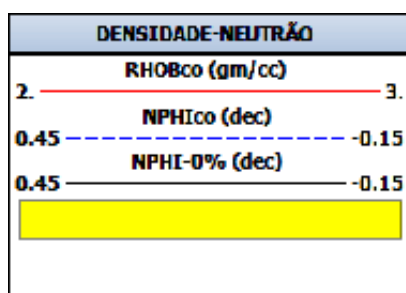 DENSIDADE-NEUTRÃO
RHOBco (gm/cc)
2. 3.
NPHIco (dec)
0.45 -0.15
NPHI-0% (dec)
0.45 -0.15